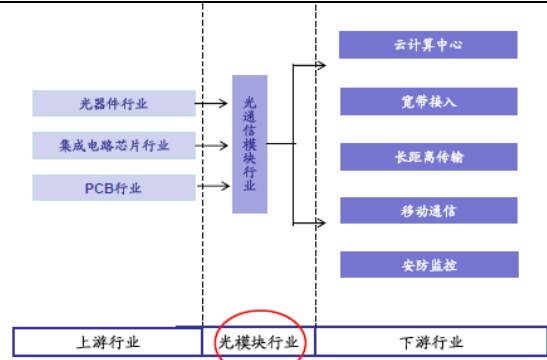 云计算中心
光器件行业
宽带接入
集成电路芯片行业
光通信模块行业
长距离传输
PCB行业
移动通信
安防监控
上游行业
光模块行业
下游行业